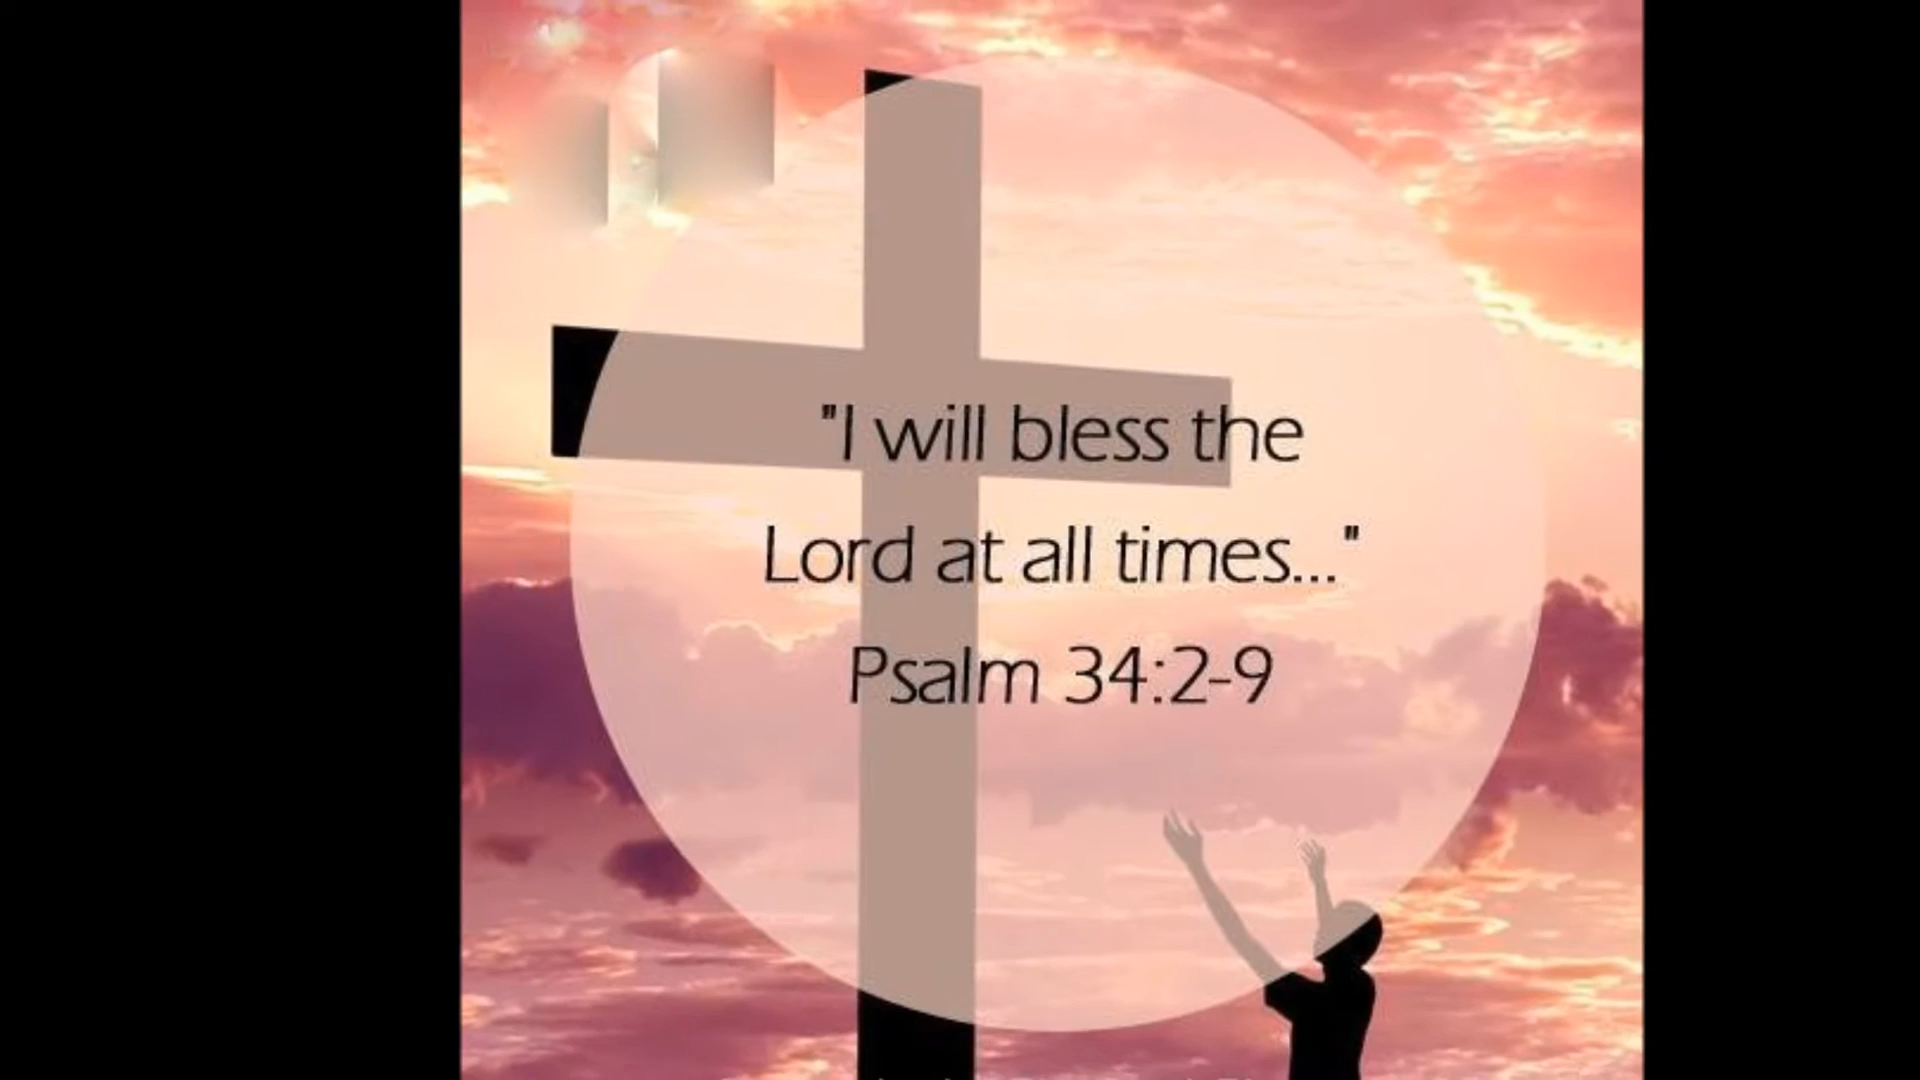 "I will bless the
Lord at all times..."
Psalm 34:2-9